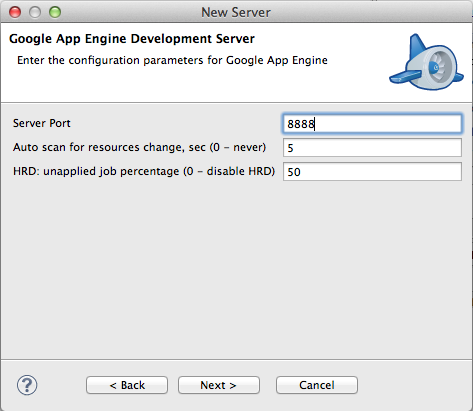 New Server
Google App Engine Development Server
Enter the configuration parameters for Google App Engine
Server Port 8888
Auto scan for resources change, sec (0 – never) 5
HRD: unapplied job percentage (0 – disable HRD) 50
? < Back Next > Cancel